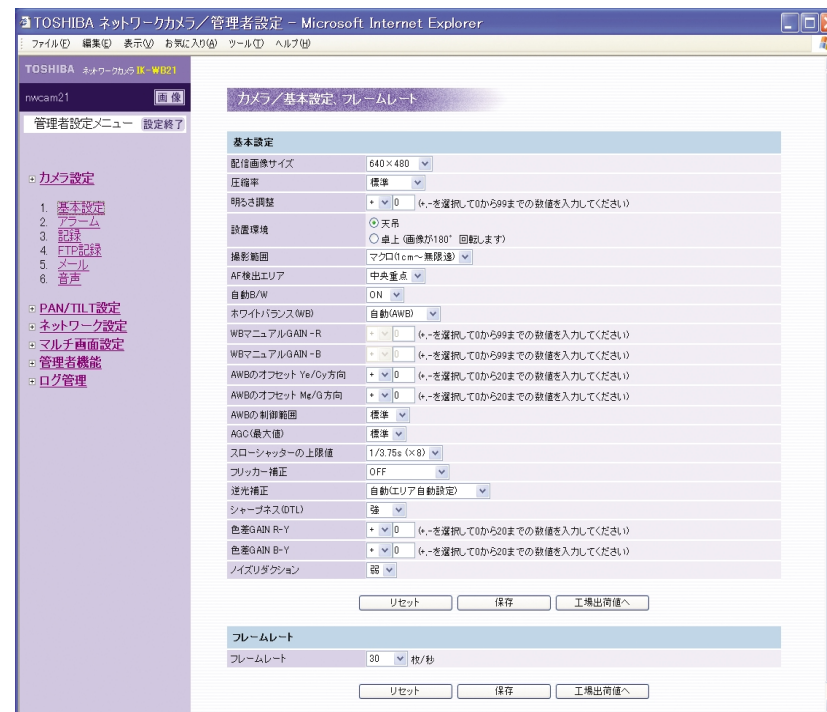 TOSHIBA ネットワークカメラ／管理者設定 - Microsoft Internet Explorer
ファイル(F) 編集(E) 表示(V) お気に入り(A) ツール(T) ヘルプ(H)
TOSHIBA ネットワークカメラ IK-WB21
nwcam21 画像
管理者設定メニュー 設定終了
カメラ設定
1. 基本設定
2. アラーム
3. 記録
4. FTP記録
5. メール
6. 音声
PAN/TILT設定
ネットワーク設定
マルチ画面設定
管理者機能
ログ管理
カメラ／基本設定、フレームレート
基本設定
配信画像サイズ 640×480
圧縮率 標準
明るさ調整 + 0 (+,-を選択して0から99までの数値を入力してください)
設置環境 天吊
卓上 (画像が180° 回転します)
撮影範囲 マクロ(1cm～無限遠)
AF検出エリア 中央重点
自動B/W ON
ホワイトバランス(WB) 自動(AWB)
WBマニュアルGAIN-R + 0 (+,-を選択して0から99までの数値を入力してください)
WBマニュアルGAIN-B + 0 (+,-を選択して0から99までの数値を入力してください)
AWBのオフセット Ye/Cy方向 + 0 (+,-を選択して0から20までの数値を入力してください)
AWBのオフセット Mg/G方向 + 0 (+,-を選択して0から20までの数値を入力してください)
AWBの制御範囲 標準
AGC(最大値) 標準
スローシャッターの上限値 1/3.75s (×8)
フリッカー補正 OFF
逆光補正 自動(エリア自動設定)
シャープネス(DTL) 強
色差GAIN R-Y + 0 (+,-を選択して0から20までの数値を入力してください)
色差GAIN B-Y + 0 (+,-を選択して0から20までの数値を入力してください)
ノイズリダクション 弱
リセット 保存 工場出荷値へ
フレームレート
フレームレート 30 枚/秒
リセット 保存 工場出荷値へ